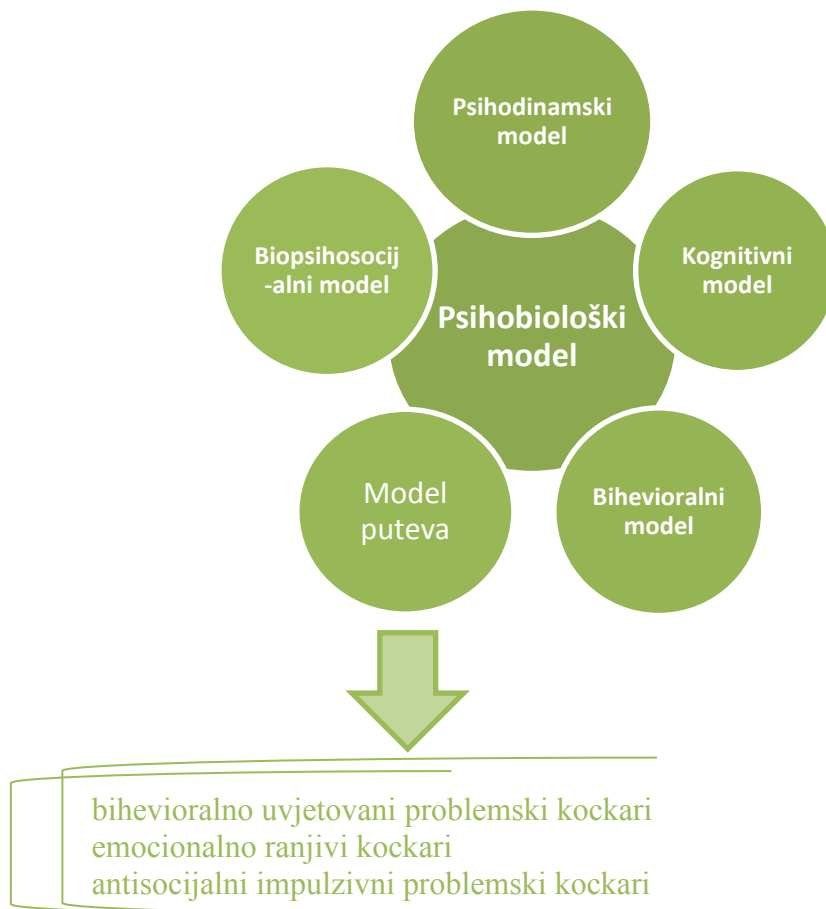 Psihodinamski
model
Biopsihosocij
-alni model
Kognitivni
model
Psihobiološki
model
Model
puteva
Bihevioralni
model
bihevioralno uvjetovani problemski kockari
emocionalno ranjivi kockari
antisocijalni impulzivni problemski kockari